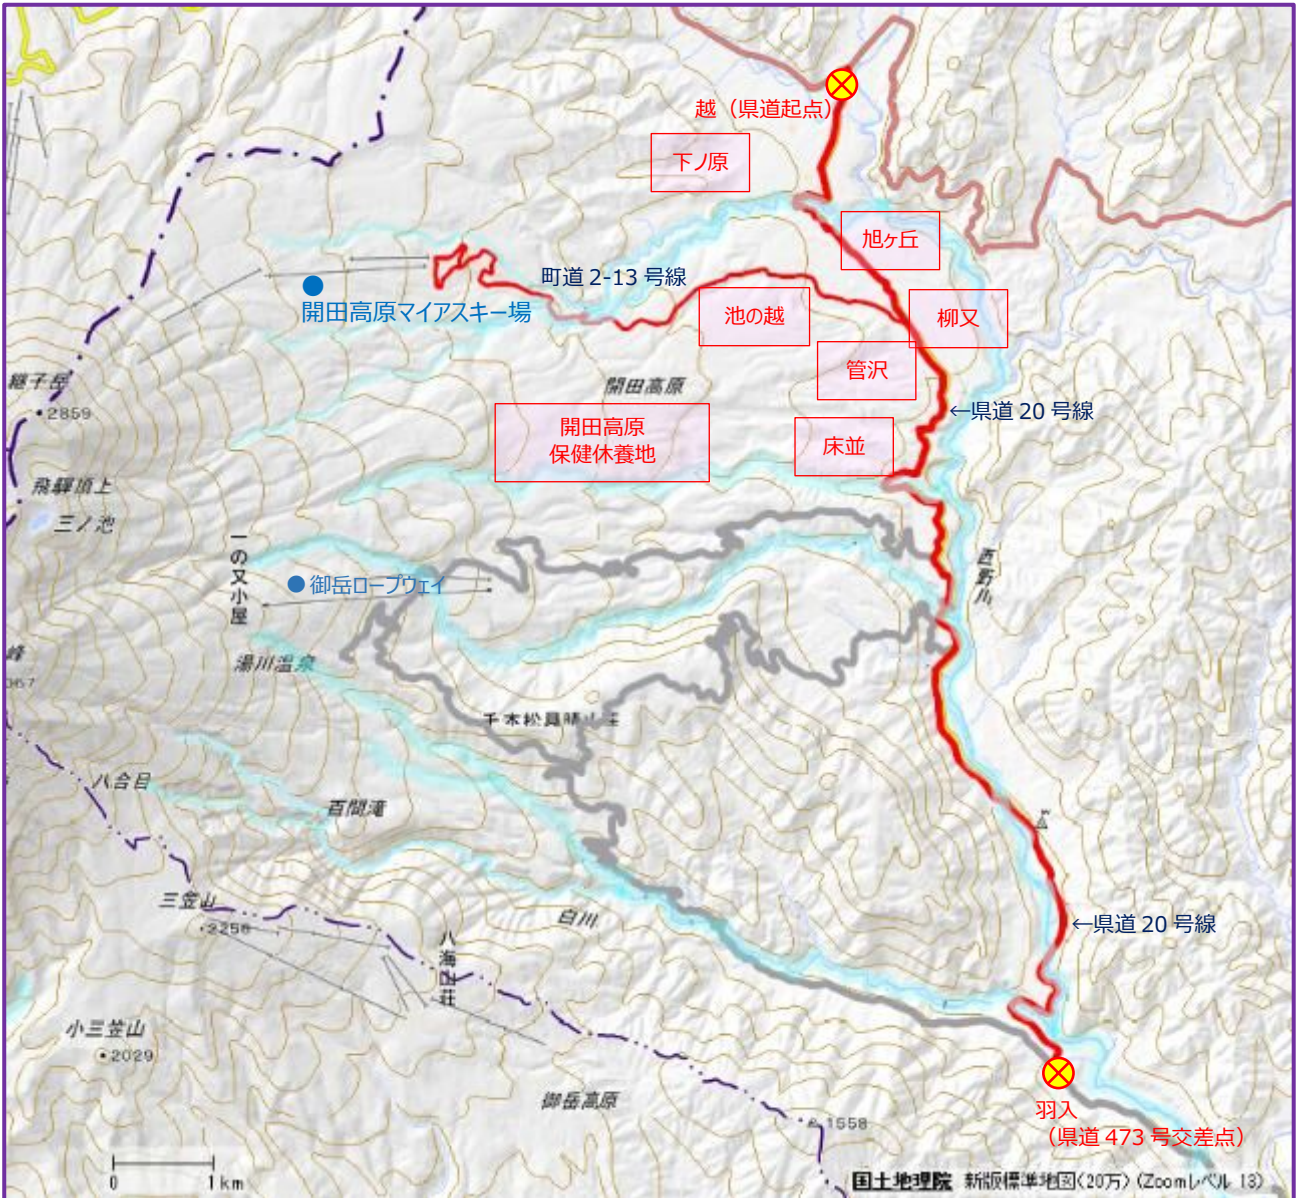 越（県道起点）
下ノ原
旭ヶ丘
町道 2-13 号線
開田高原マイアスキー場
池の越
柳又
管沢
継子岳
2859
開田高原
←県道 20 号線
開田高原
保健休養地
床並
飛騨頂上
三ノ池
一の又小屋
西野川
御岳ロープウェイ
湯川温泉
峰
千本松見晴山荘
八合目
百間滝
三笠山
2256
白川
←県道 20 号線
小三笠山
2029
御岳高原
1558
羽入
（県道 473 号交差点）
0 1km
国土地理院 新版標準地図(20万) (Zoomレベル 13)